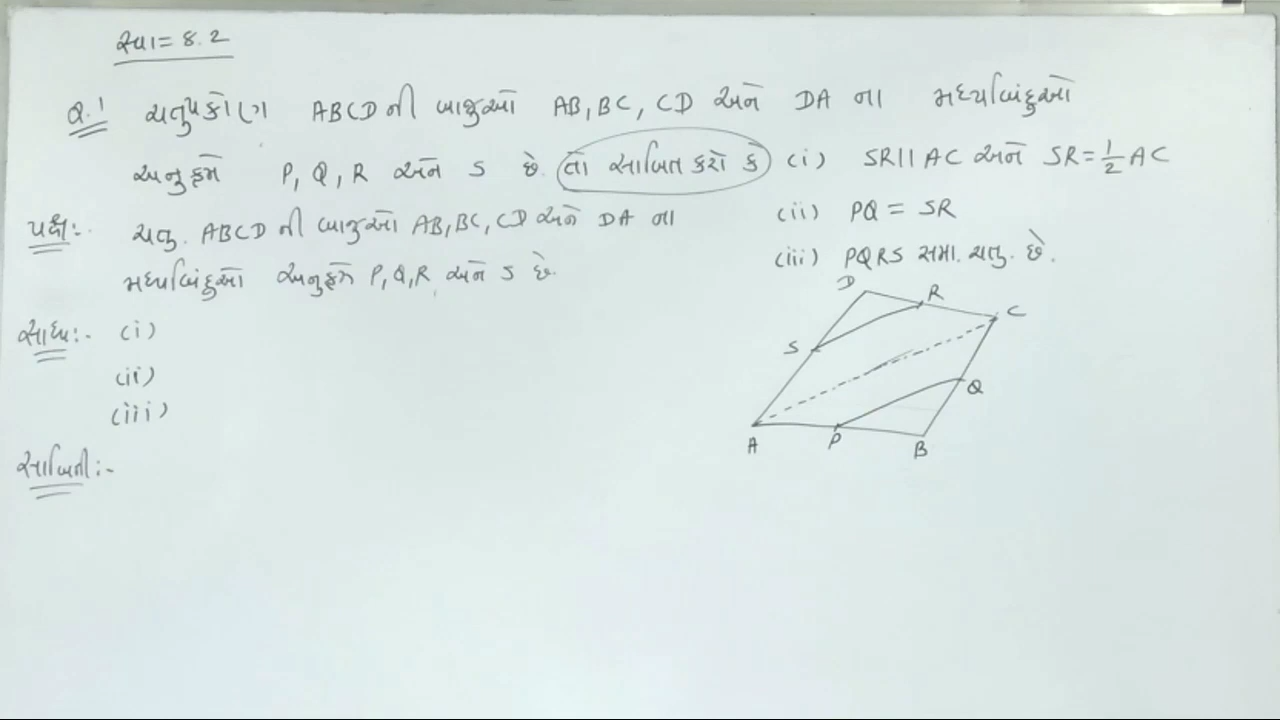 સ્વા= 8.2
Q.1 ચતુષ્કોણ ABCD ની બાજુઓ AB, BC, CD અને DA ના મધ્યબિંદુઓ
અનુક્રમે P, Q, R અને S છે. તો સાબિત કરો કે (i) SR || AC અને SR = 1/2 AC
(ii) PQ = SR
(iii) PQRS સમા. ચતુ. છે.
પક્ષ:- ચતુ. ABCD ની બાજુઓ AB, BC, CD અને DA ના
મધ્યબિંદુઓ અનુક્રમે P, Q, R અને S છે.
સાધ્ય:- (i)
(ii)
(iii)
સાબિતી:-
D R C
S Q
A P B